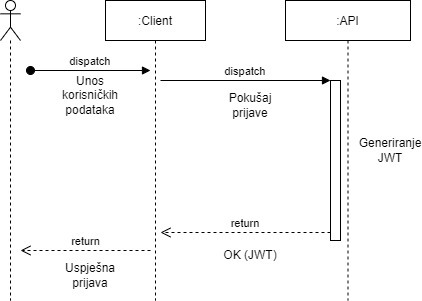 :Client
:API
dispatch
Unos
korisničkih
podataka
dispatch
Pokušaj
prijave
Generiranje
JWT
return
OK (JWT)
return
Uspješna
prijava